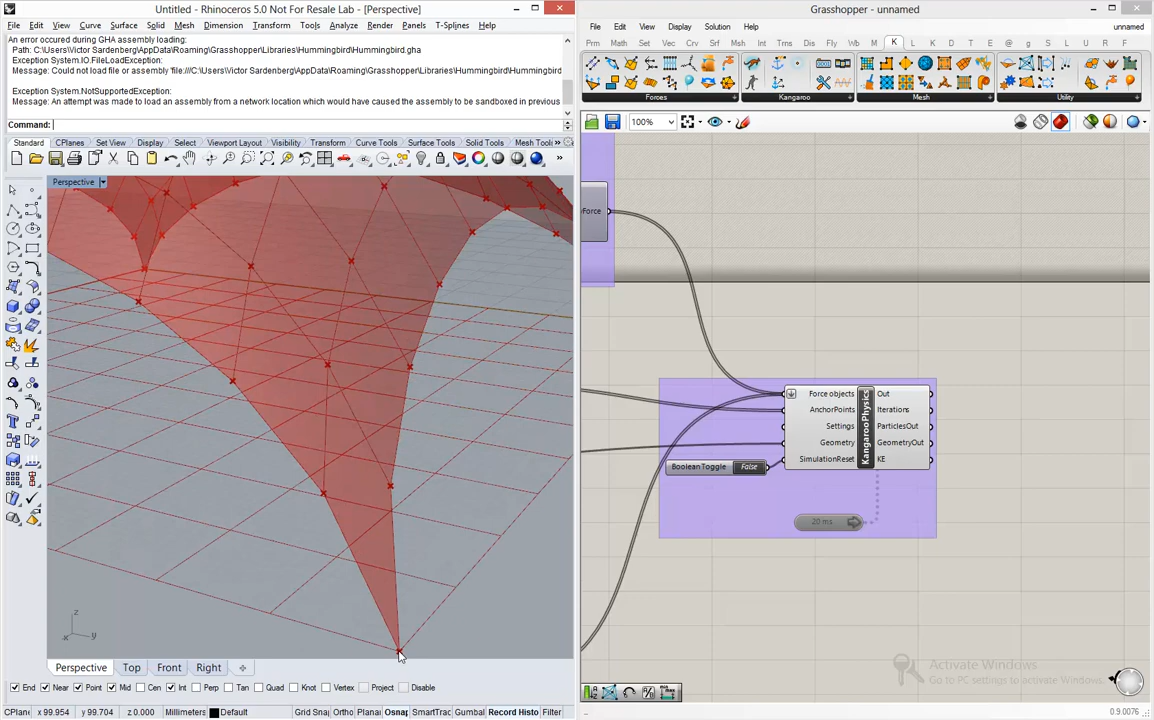 Untitled - Rhinoceros 5.0 Not For Resale Lab - [Perspective]
File Edit View Curve Surface Solid Mesh Dimension Transform Tools Analyze Render Panels T-Splines Help
An error occured during GHA assembly loading:
Path: C:\Users\Victor Sardenberg\AppData\Roaming\Grasshopper\Libraries\Hummingbird\Hummingbird.gha
Exception System.IO.FileLoadException:
Message: Could not load file or assembly 'file:///C:\Users\Victor Sardenberg\AppData\Roaming\Grasshopper\Libraries\Hummingbird\Hummingbird
Exception System.NotSupportedException:
Message: An attempt was made to load an assembly from a network location which would have caused the assembly to be sandboxed in previous
Command:
Standard CPlanes Set View Display Select Viewport Layout Visibility Transform Curve Tools Surface Tools Solid Tools Mesh Tools »
Perspective
z
x y
Perspective Top Front Right
End Near Point Mid Cen Int Perp Tan Quad Knot Vertex Project Disable
CPlane x 99.954 y 99.704 z 0.000 Millimeters Default Grid Snap Ortho Planar Osnap SmartTrac Gumbal Record Histo Filter
Grasshopper - unnamed
File Edit View Display Solution Help unnamed
Prm Math Set Vec Crv Srf Msh Int Trns Dis Fly Wb M K L K D E @ g S L M U E T F
Forces Kangaroo Mesh Utility
100%
Force
Force objects
AnchorPoints
Settings
Geometry
SimulationReset
KangarooPhysics
Out
Iterations
ParticlesOut
GeometryOut
KE
Boolean Toggle False
20 ms
Activate Windows
Go to PC settings to activate Windows.
0.9.0076